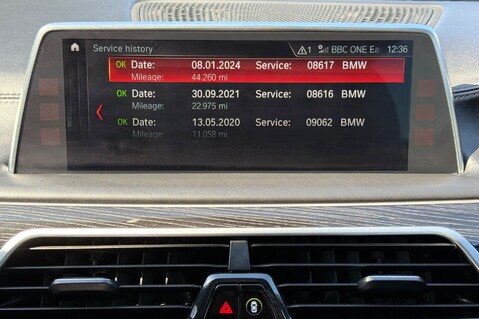 Service history
1 BBC ONE Ea 12:36
OK Date: 08.01.2024 Service: 08617 BMW
Mileage: 44.260 mi
OK Date: 30.09.2021 Service: 08616 BMW
Mileage: 22.975 mi
OK Date: 13.05.2020 Service: 09062 BMW
Mileage: 11.058 mi